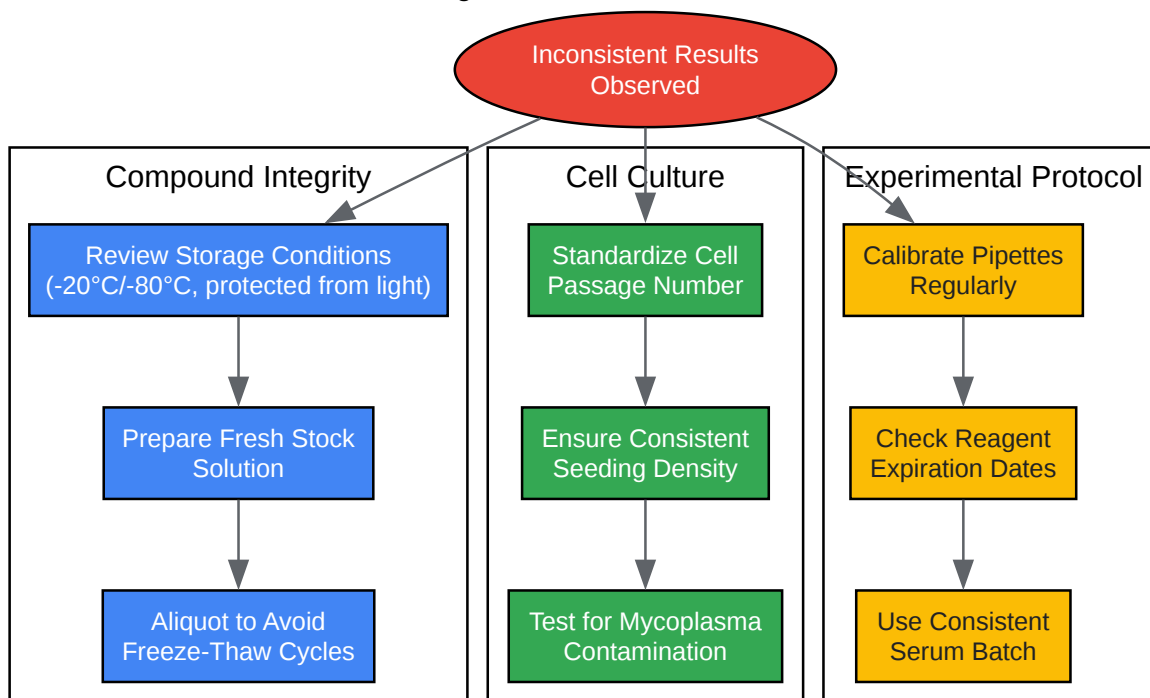 Inconsistent Results
Observed
Compound Integrity
Review Storage Conditions
(-20°C/-80°C, protected from light)
Prepare Fresh Stock
Solution
Aliquot to Avoid
Freeze-Thaw Cycles
Cell Culture
Standardize Cell
Passage Number
Ensure Consistent
Seeding Density
Test for Mycoplasma
Contamination
Experimental Protocol
Calibrate Pipettes
Regularly
Check Reagent
Expiration Dates
Use Consistent
Serum Batch